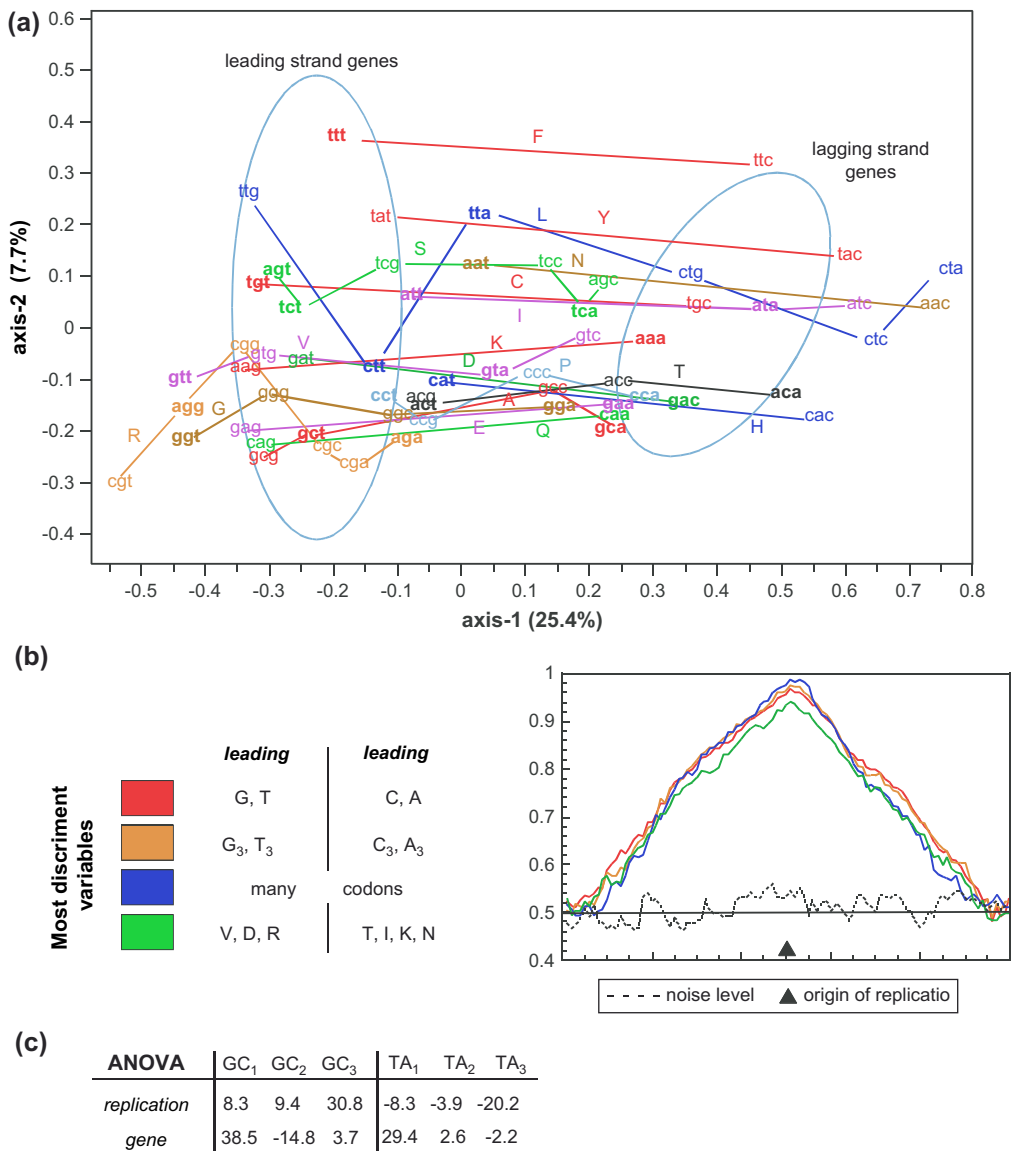 (a)
0.6
0.5
0.4
0.3
0.2
0.1
0
-0.1
-0.2
-0.3
-0.4
axis-2 (7.7%)
leading strand genes
lagging strand
genes
ttt
F
ttc
ttg
tat
tta
L
Y
tac
S
agt
tcg
aat
tcc
N
ctg
cta
tgt
tct
att
C
agc
tca
tgc
ata
atc
aac
I
gtc
ctc
cgg
gtg
V
K
aaa
aag
gat
D
P
gtt
ctt
cat
gta
ccc
acc
T
ggg
cct
acg
act
A
gcc
aca
agg
G
ggc
ccg
gga
gaa
cca
gac
R
ggt
gag
gct
aga
E
Q
caa
gca
H
cac
cag
gcg
cgc
cga
cgt
-0.5 -0.4 -0.3 -0.2 -0.1 0 0.1 0.2 0.3 0.4 0.5 0.6 0.7 0.8
axis-1 (25.4%)
(b)
Most discriment
variables
leading leading
G, T C, A
G3, T3 C3, A3
many codons
V, D, R T, I, K, N
1
0.9
0.8
0.7
0.6
0.5
0.4
noise level origin of replicatio
(c)
ANOVA GC1 GC2 GC3 TA1 TA2 TA3
replication 8.3 9.4 30.8 -8.3 -3.9 -20.2
gene 38.5 -14.8 3.7 29.4 2.6 -2.2